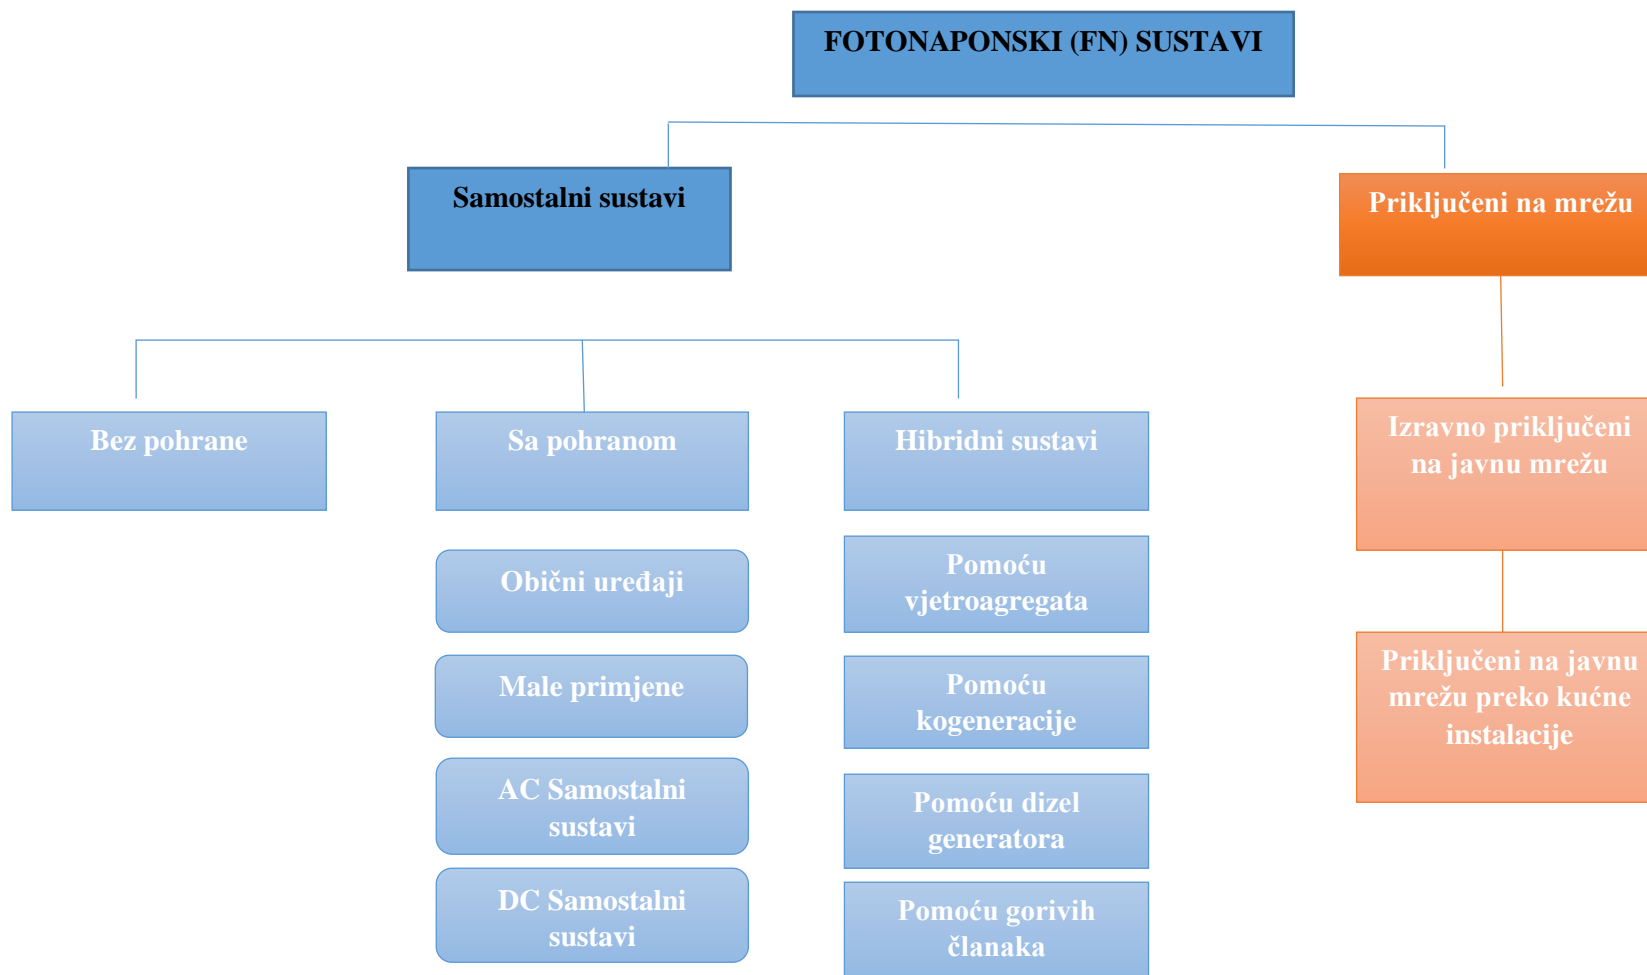 FOTONAPONSKI (FN) SUSTAVI
Samostalni sustavi
Priključeni na mrežu
Bez pohrane
Sa pohranom
Hibridni sustavi
Izravno priključeni
na javnu mrežu
Obični uređaji
Pomoću
vjetroagregata
Male primjene
Pomoću
kogeneracije
Priključeni na javnu
mrežu preko kućne
instalacije
AC Samostalni
sustavi
Pomoću dizel
generatora
DC Samostalni
sustavi
Pomoću gorivih
članaka